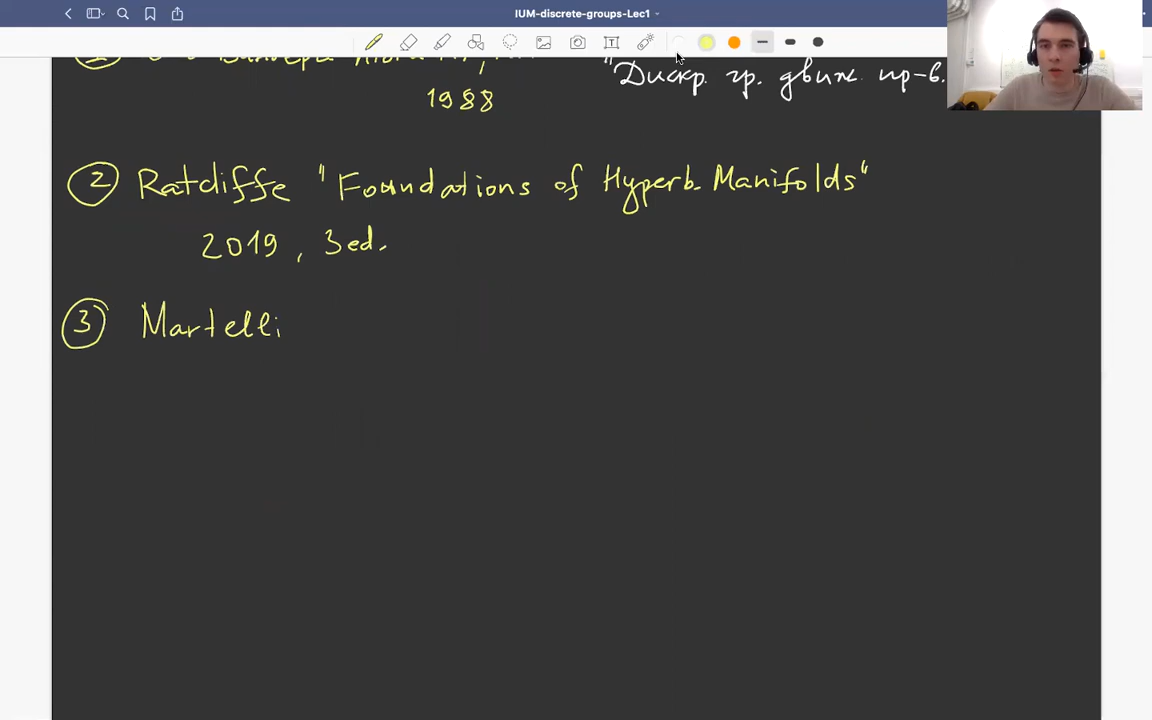 IUM-discrete-groups-Lec1
"Дискр. гр. движ. пр-в.
1988
2 Ratcliffe "Foundations of Hyperb. Manifolds"
2019, 3ed.
3 Martelli